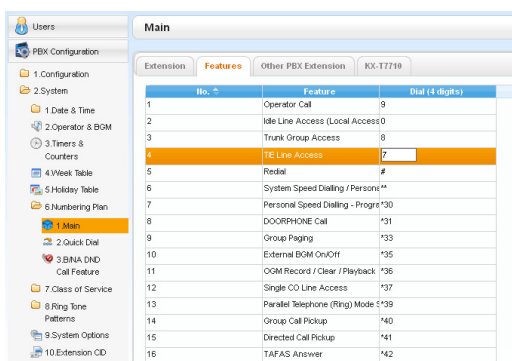 Users
PBX Configuration
1.Configuration
2.System
1.Date & Time
2.Operator & BGM
3.Timers &
Counters
4.Week Table
5.Holiday Table
6.Numbering Plan
1.Main
2.Quick Dial
3.B/NA DND
Call Feature
7.Class of Service
8.Ring Tone
Patterns
9.System Options
10.Extension CID
Main
Extension Features Other PBX Extension KX-T7710
No. Feature Dial (4 digits)
1 Operator Call 9
2 Idle Line Access (Local Access 0
3 Trunk Group Access 8
4 TIE Line Access 7
5 Redial #
6 System Speed Dialling / Persona **
7 Personal Speed Dialling - Progra *30
8 DOORPHONE Call *31
9 Group Paging *33
10 External BGM On/Off *35
11 OGM Record / Clear / Playback *36
12 Single CO Line Access *37
13 Parallel Telephone (Ring) Mode S *39
14 Group Call Pickup *40
15 Directed Call Pickup *41
16 TAFAS Answer *42